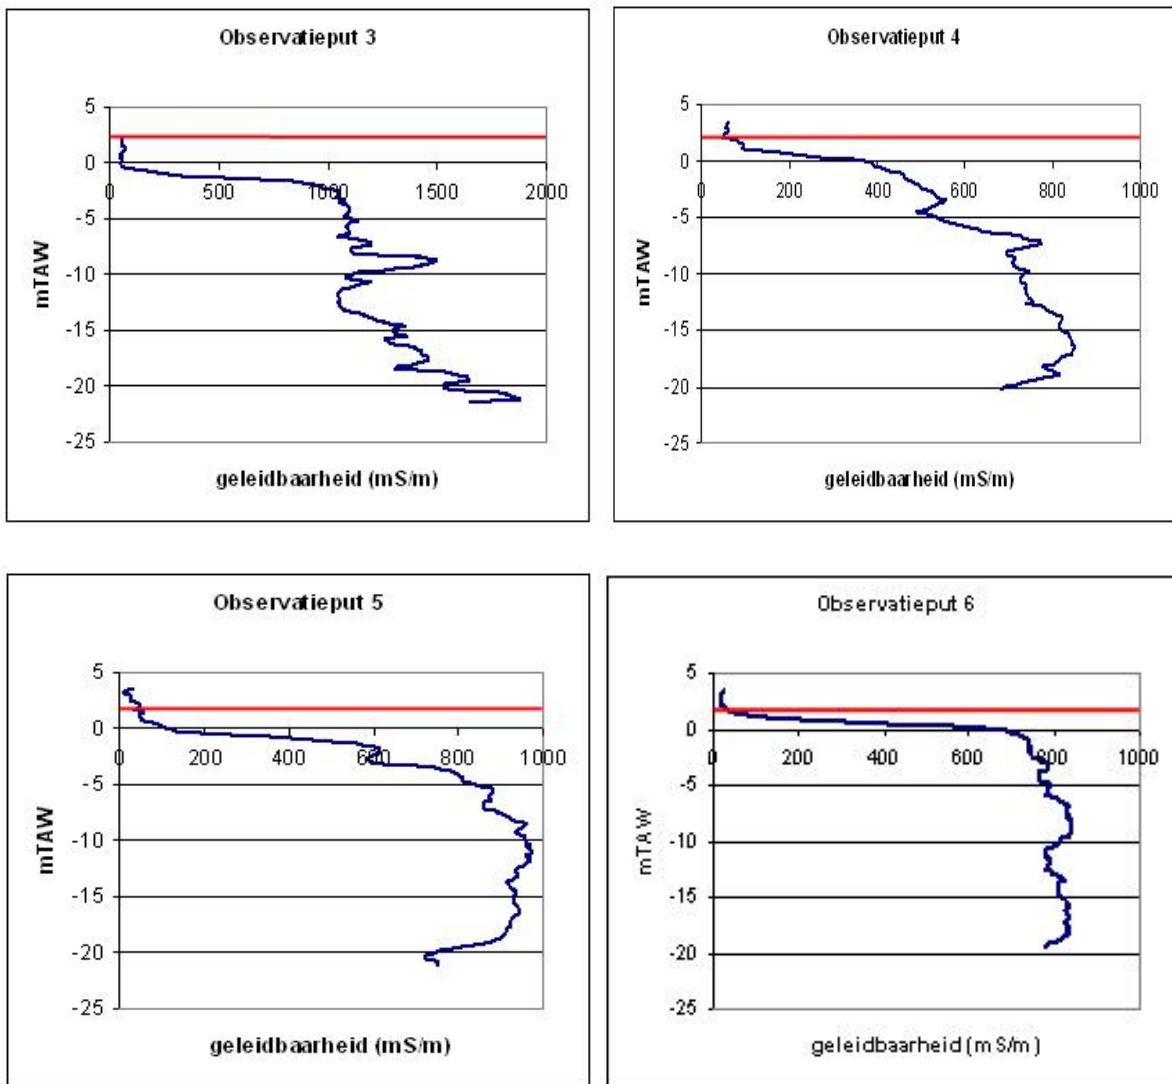 Observatieput 3
5
0
-5
-10
-15
-20
-25
0 500 1000 1500 2000
mTAW
geleidbaarheid (mS/m)
Observatieput 4
5
0
-5
-10
-15
-20
-25
0 200 400 600 800 1000
mTAW
geleidbaarheid (mS/m)
Observatieput 5
5
0
-5
-10
-15
-20
-25
0 200 400 600 800 1000
mTAW
geleidbaarheid (mS/m)
Observatieput 6
5
0
-5
-10
-15
-20
-25
0 200 400 600 800 1000
mTAW
geleidbaarheid (mS/m)